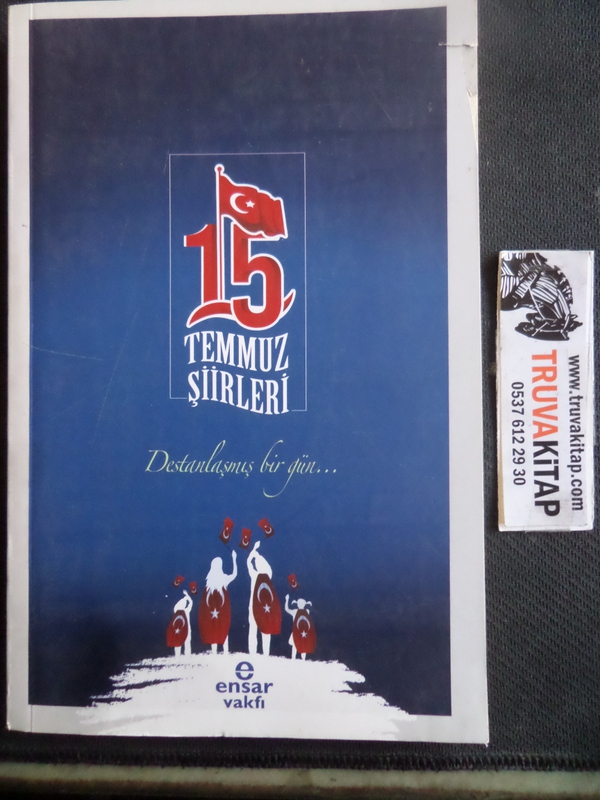 15
TEMMUZ
ŞİİRLERİ
Destanlaşmış bir gün...
ensar
vakfı
www.truvakitap.com
TRUVAKiTAP
0537 612 29 30